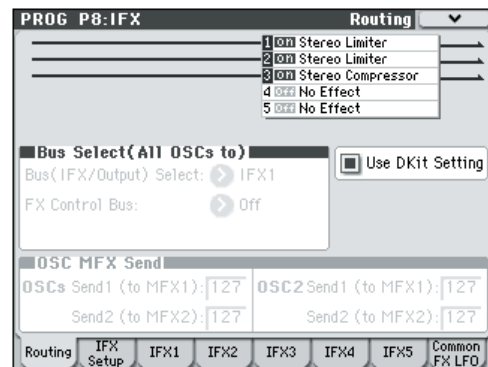 PROG P8:IFX Routing
1 On Stereo Limiter
2 On Stereo Limiter
3 On Stereo Compressor
4 Off No Effect
5 Off No Effect
Bus Select(All OSCs to)
Use DKit Setting
Bus(IFX/Output) Select: IFX1
FX Control Bus: Off
OSC MFX Send
OSCs Send1 (to MFX1): 127 OSC2 Send1 (to MFX1): 127
Send2 (to MFX2): 127 Send2 (to MFX2): 127
Routing IFX Setup IFX1 IFX2 IFX3 IFX4 IFX5 Common FX LFO